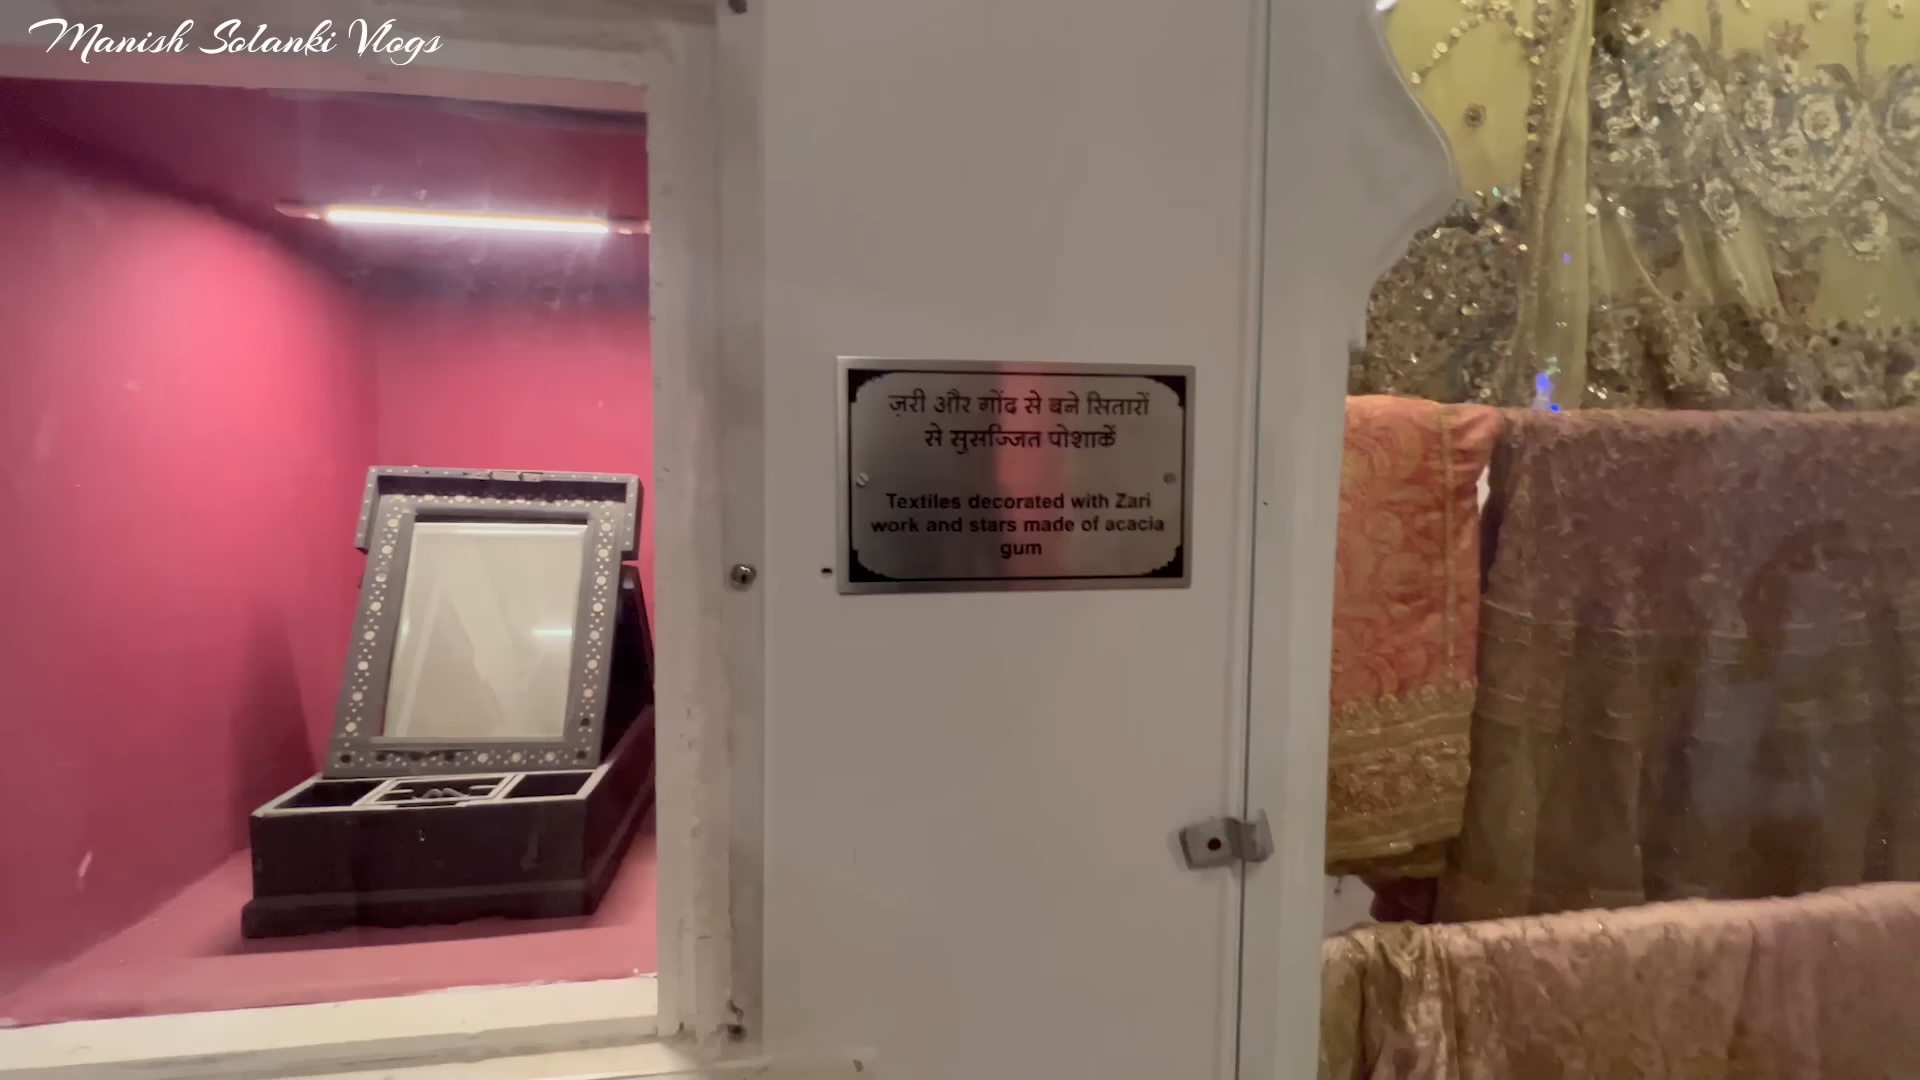 Manish Solanki Vlogs
ज़री और गोंद से बने सितारों
से सुसज्जित पोशाकें
Textiles decorated with Zari
work and stars made of acacia
gum